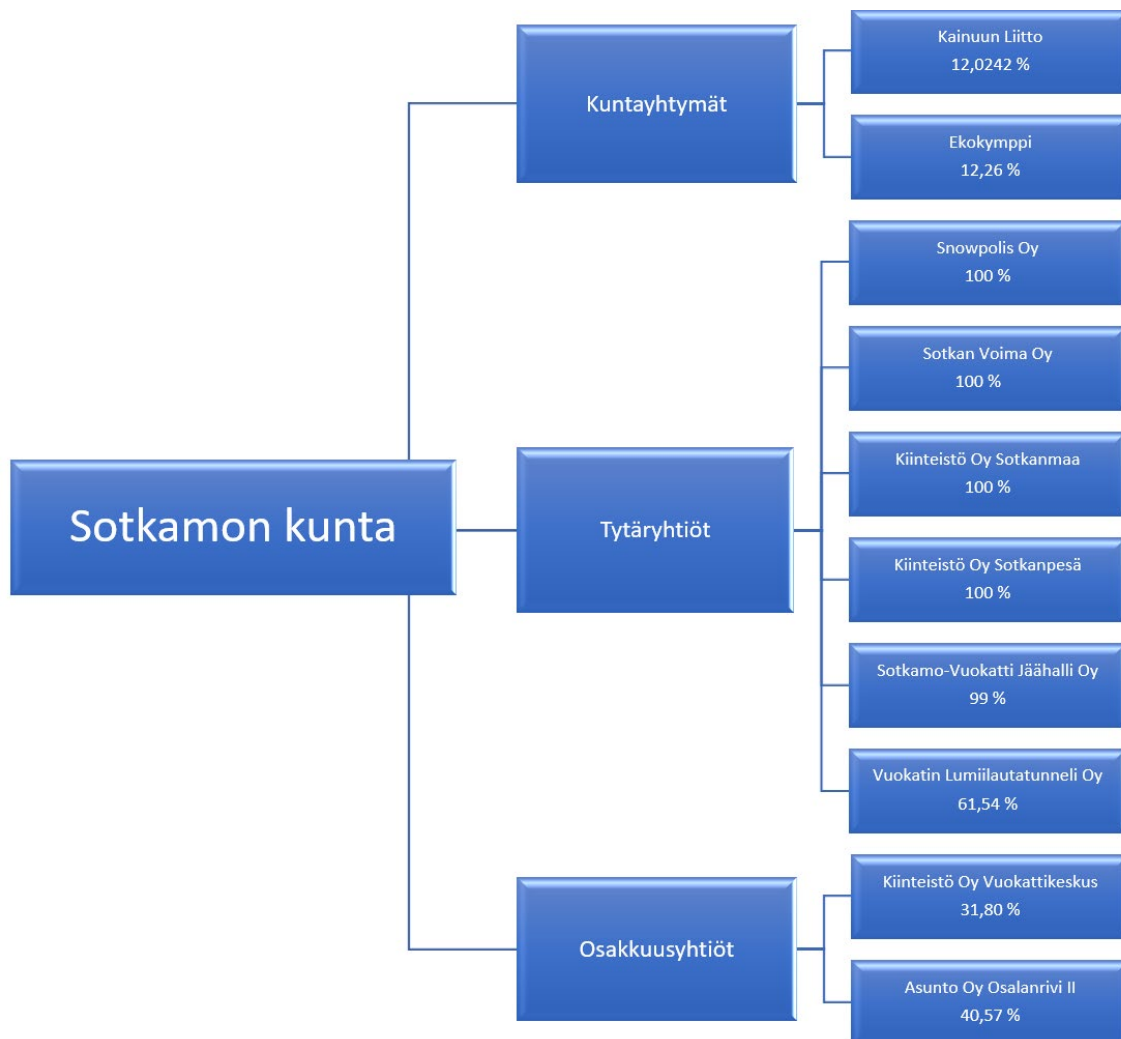 Sotkamon kunta
Kuntayhtymät
Kainuun Liitto
12,0242 %
Ekokymppi
12,26 %
Tytäryhtiöt
Snowpolis Oy
100 %
Sotkan Voima Oy
100 %
Kiinteistö Oy Sotkanmaa
100 %
Kiinteistö Oy Sotkanpesä
100 %
Sotkamo-Vuokatti Jäähalli Oy
99 %
Vuokatin Lumiilautatunneli Oy
61,54 %
Osakkuusyhtiöt
Kiinteistö Oy Vuokattikeskus
31,80 %
Asunto Oy Osalanrivi II
40,57 %